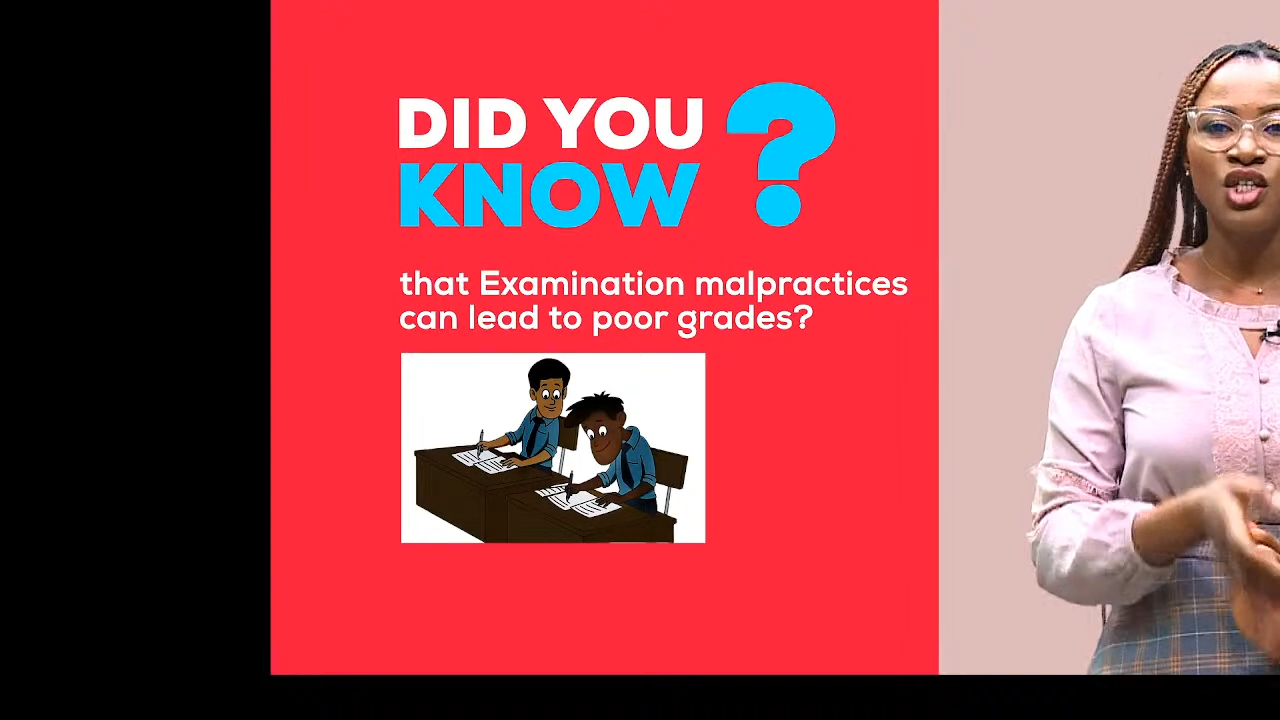 DID YOU
KNOW ?
that Examination malpractices
can lead to poor grades?